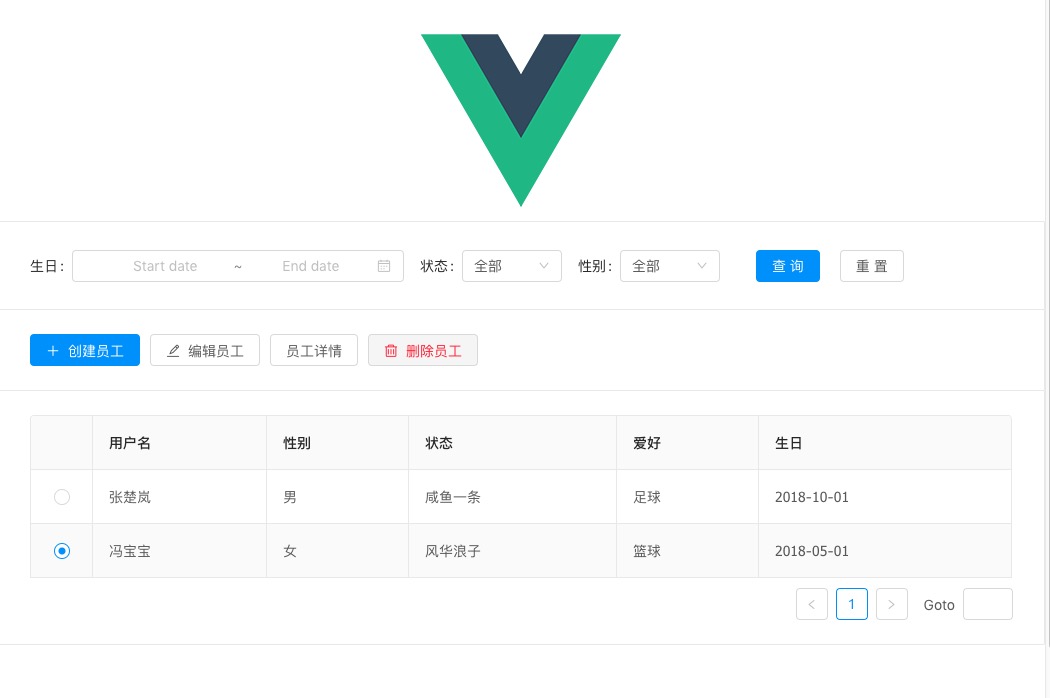 生日: Start date ~ End date 状态: 全部 性别: 全部 查 询 重 置
创建员工 编辑员工 员工详情 删除员工
用户名 性别 状态 爱好 生日
张楚岚 男 咸鱼一条 足球 2018-10-01
冯宝宝 女 风华浪子 篮球 2018-05-01
< 1 > Goto